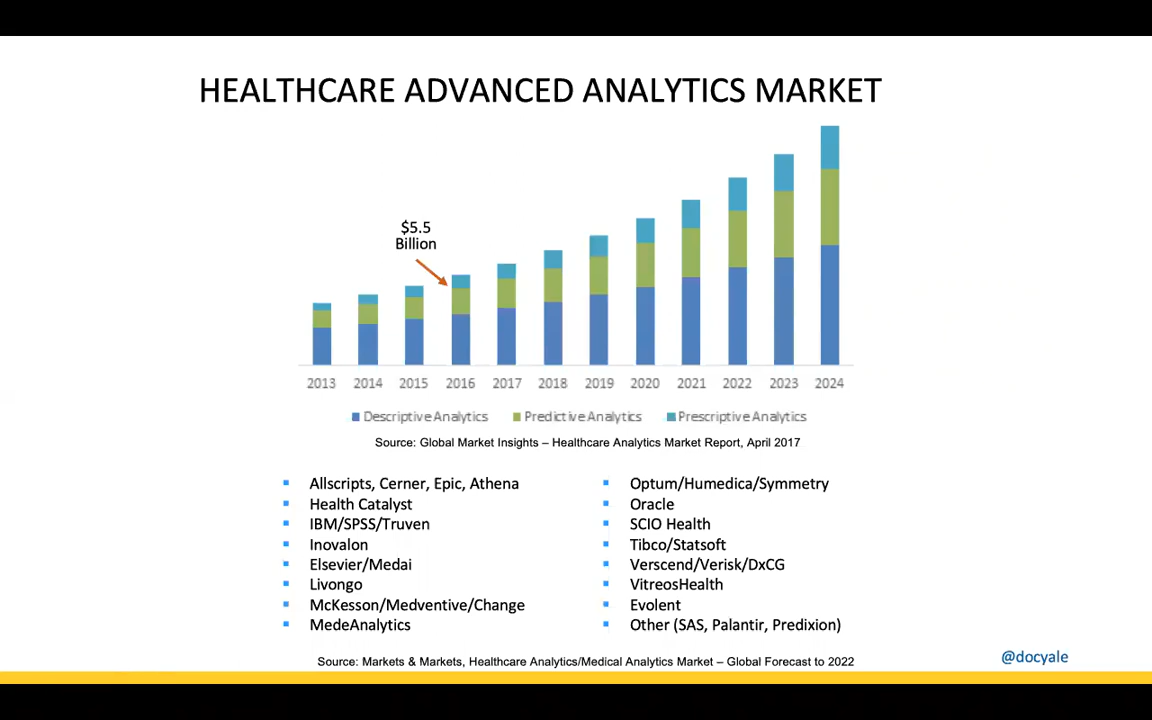 HEALTHCARE ADVANCED ANALYTICS MARKET
$5.5
Billion
2013 2014 2015 2016 2017 2018 2019 2020 2021 2022 2023 2024
Descriptive Analytics Predictive Analytics Prescriptive Analytics
Source: Global Market Insights – Healthcare Analytics Market Report, April 2017
Allscripts, Cerner, Epic, Athena
Health Catalyst
IBM/SPSS/Truven
Inovalon
Elsevier/Medai
Livongo
McKesson/Medventive/Change
MedeAnalytics
Optum/Humedica/Symmetry
Oracle
SCIO Health
Tibco/Statsoft
Verscend/Verisk/DxCG
VitreosHealth
Evolent
Other (SAS, Palantir, Predixion)
Source: Markets & Markets, Healthcare Analytics/Medical Analytics Market – Global Forecast to 2022
@docyale